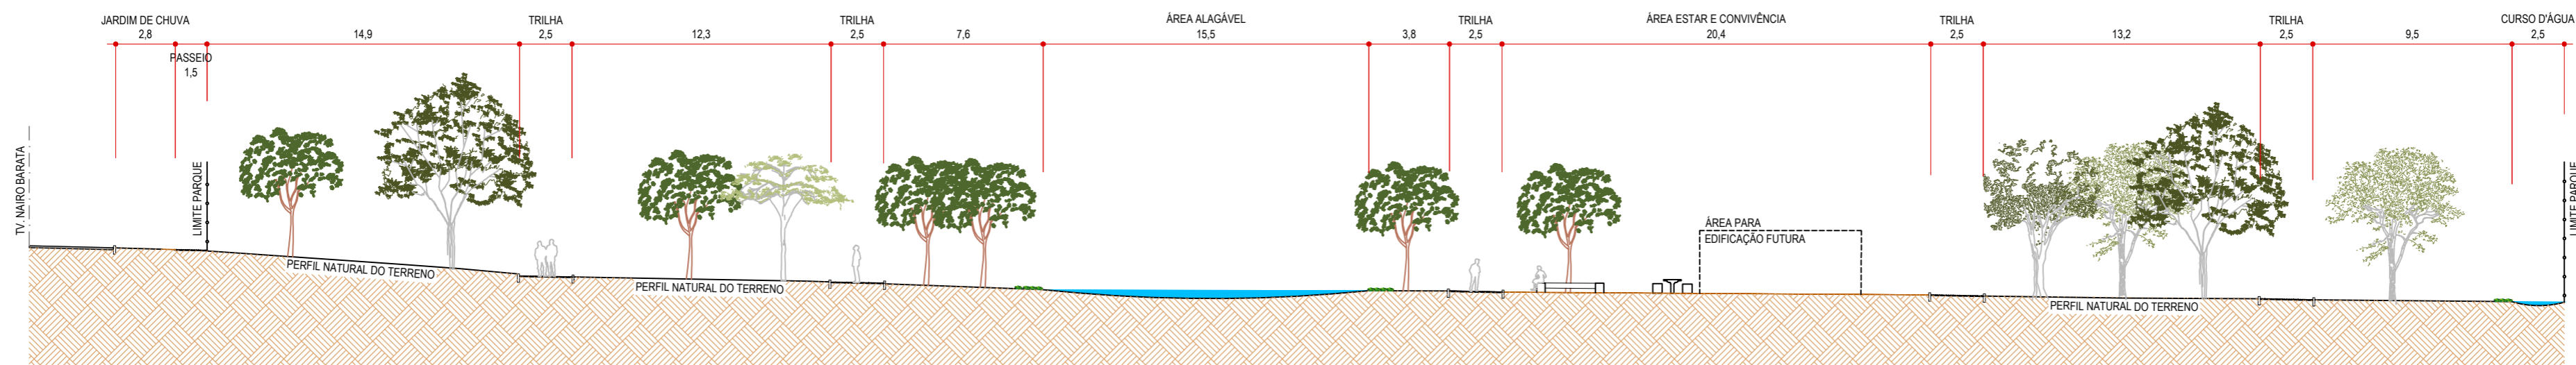 JARDIM DE CHUVA
TRILHA
TRILHA
ÁREA ALAGÁVEL
TRILHA
ÁREA ESTAR E CONVIVÊNCIA
TRILHA
TRILHA
CURSO D'ÁGUA
2,8
14,9
2,5
12,3
2,5
7,6
15,5
3,8
2,5
20,4
2,5
13,2
2,5
9,5
2,5
PASSEIO
1,5
TV. NAIRO BARATA
LIMITE PARQUE
LIMITE PARQUE
ÁREA PARA
EDIFICAÇÃO FUTURA
PERFIL NATURAL DO TERRENO
PERFIL NATURAL DO TERRENO
PERFIL NATURAL DO TERRENO